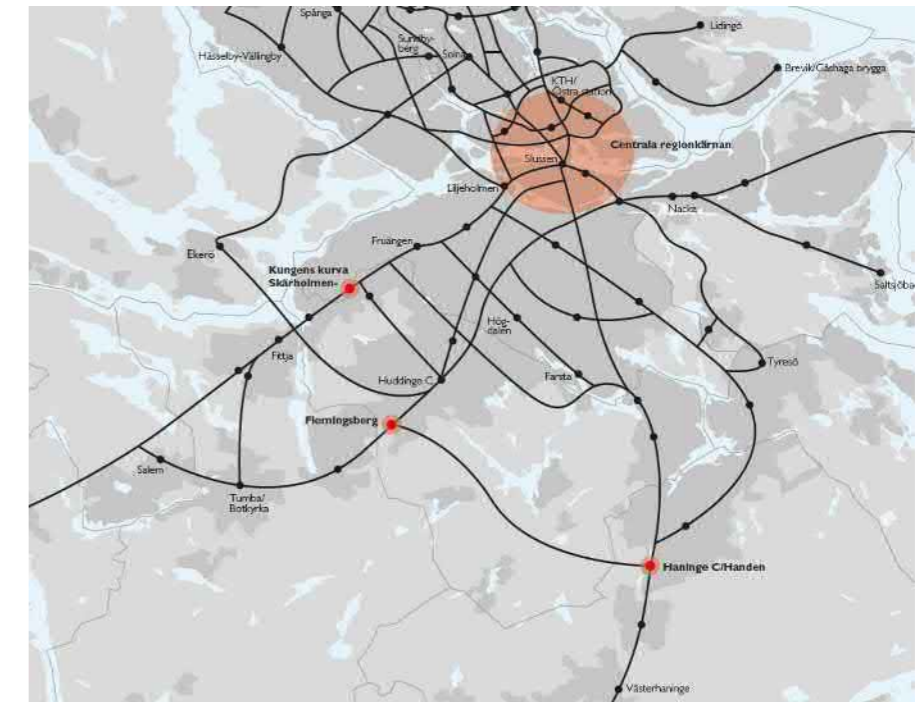 Spånga
Lidingö
Hässelby-Vällingby
Sundby-
berg
Solna
Brevik/Gåshaga brygga
KTH/
Östra station
Centrala regionkärnan
Slussen
Liljeholmen
Nacka
Fruängen
Ekerö
Kungens kurva
Skärholmen-
Saltsjöba
Hög-
dalen
Fittja
Tyresö
Huddinge C
Farsta
Flemingsberg
Salem
Tumba/
Botkyrka
Haninge C/Handen
Västerhaninge